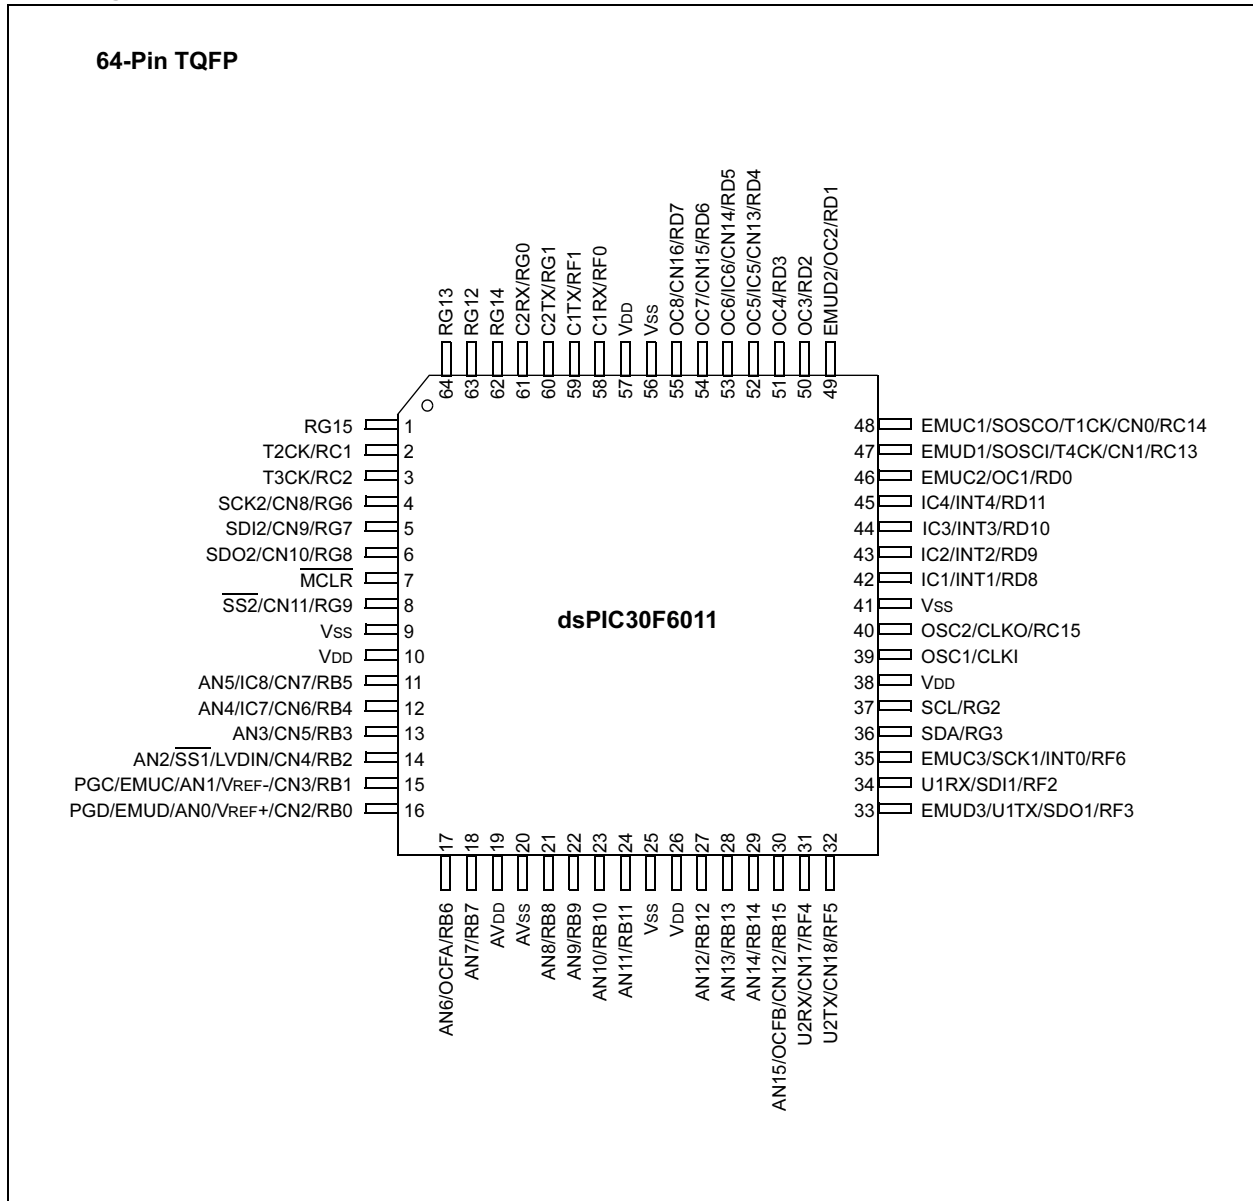 64-Pin TQFP
RG13
RG12
RG14
C2RX/RG0
C2TX/RG1
C1TX/RF1
C1RX/RF0
VDD
VSS
OC8/CN16/RD7
OC7/CN15/RD6
OC6/IC6/CN14/RD5
OC5/IC5/CN13/RD4
OC4/RD3
OC3/RD2
EMUD2/OC2/RD1
64 63 62 61 60 59 58 57 56 55 54 53 52 51 50 49
RG15 1
T2CK/RC1 2
T3CK/RC2 3
SCK2/CN8/RG6 4
SDI2/CN9/RG7 5
SDO2/CN10/RG8 6
MCLR 7
SS2/CN11/RG9 8
VSS 9
VDD 10
AN5/IC8/CN7/RB5 11
AN4/IC7/CN6/RB4 12
AN3/CN5/RB3 13
AN2/SS1/LVDIN/CN4/RB2 14
PGC/EMUC/AN1/VREF-/CN3/RB1 15
PGD/EMUD/AN0/VREF+/CN2/RB0 16
dsPIC30F6011
48 EMUC1/SOSCO/T1CK/CN0/RC14
47 EMUD1/SOSCI/T4CK/CN1/RC13
46 EMUC2/OC1/RD0
45 IC4/INT4/RD11
44 IC3/INT3/RD10
43 IC2/INT2/RD9
42 IC1/INT1/RD8
41 VSS
40 OSC2/CLKO/RC15
39 OSC1/CLKI
38 VDD
37 SCL/RG2
36 SDA/RG3
35 EMUC3/SCK1/INT0/RF6
34 U1RX/SDI1/RF2
33 EMUD3/U1TX/SDO1/RF3
17 18 19 20 21 22 23 24 25 26 27 28 29 30 31 32
AN6/OCFA/RB6
AN7/RB7
AVDD
AVSS
AN8/RB8
AN9/RB9
AN10/RB10
AN11/RB11
VSS
VDD
AN12/RB12
AN13/RB13
AN14/RB14
AN15/OCFB/CN12/RB15
U2RX/CN17/RF4
U2TX/CN18/RF5